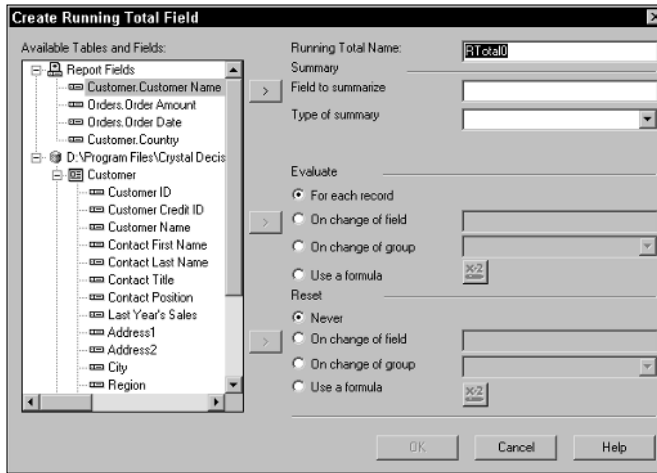 Create Running Total Field
Available Tables and Fields:
Report Fields
Customer.Customer Name
Orders.Order Amount
Orders.Order Date
Customer.Country
D:\Program Files\Crystal Decis
Customer
Customer ID
Customer Credit ID
Customer Name
Contact First Name
Contact Last Name
Contact Title
Contact Position
Last Year's Sales
Address1
Address2
City
Region
>
>
>
Running Total Name:
RTotal0
Summary
Field to summarize
Type of summary
Evaluate
For each record
On change of field
On change of group
Use a formula
x-2
Reset
Never
On change of field
On change of group
Use a formula
x-2
OK
Cancel
Help